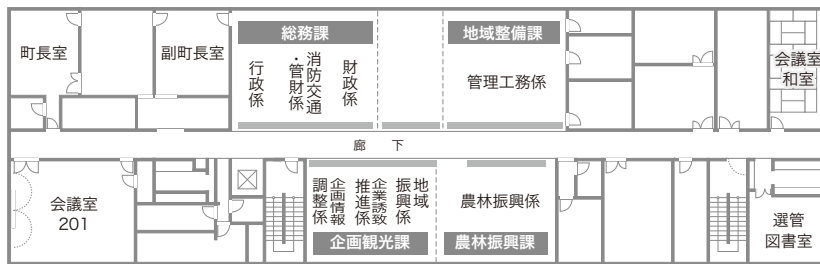 町長室
副町長室
総務課
行政係
消防交通
・管財係
財政係
地域整備課
管理工務係
会議室
和室
廊下
会議室
201
企画情報
調整係
企業誘致
推進係
地域
振興係
企画観光課
農林振興係
農林振興課
選管
図書室